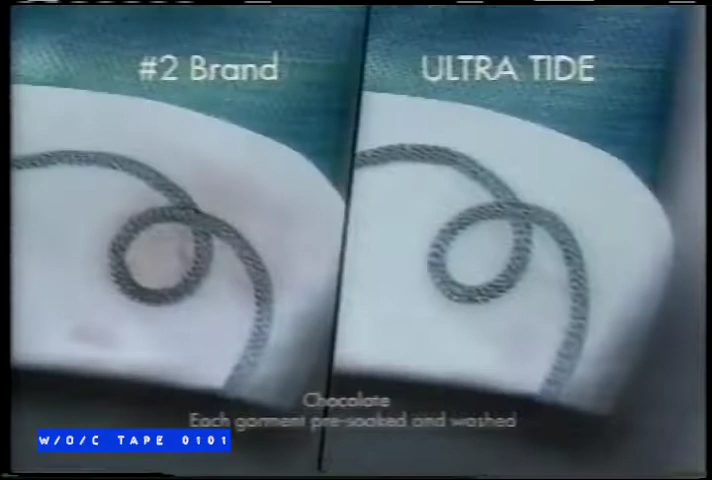 #2 Brand
ULTRA TIDE
Chocolate
Each garment pre-soaked and washed
W/O/C TAPE 0101